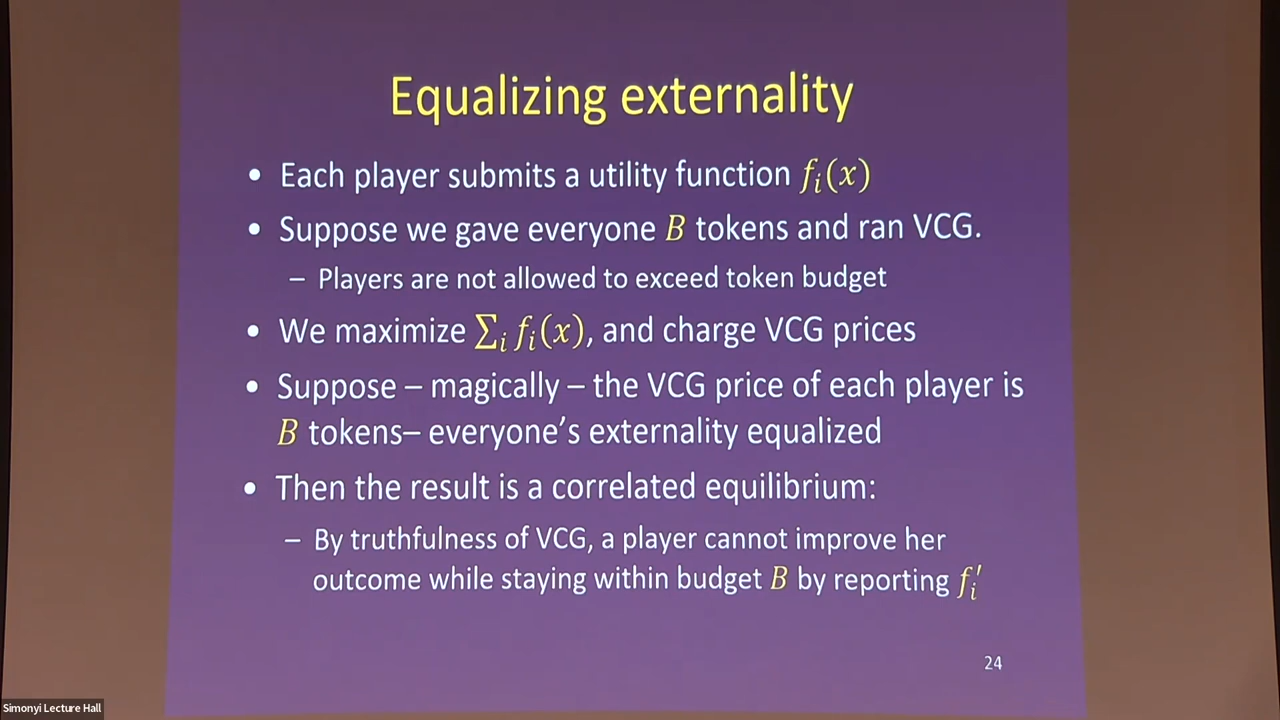 Equalizing externality
• Each player submits a utility function fᵢ(x)
• Suppose we gave everyone B tokens and ran VCG.
– Players are not allowed to exceed token budget
• We maximize ∑ᵢ fᵢ(x), and charge VCG prices
• Suppose – magically – the VCG price of each player is
B tokens– everyone's externality equalized
• Then the result is a correlated equilibrium:
– By truthfulness of VCG, a player cannot improve her
outcome while staying within budget B by reporting fᵢ′
24
Simonyi Lecture Hall